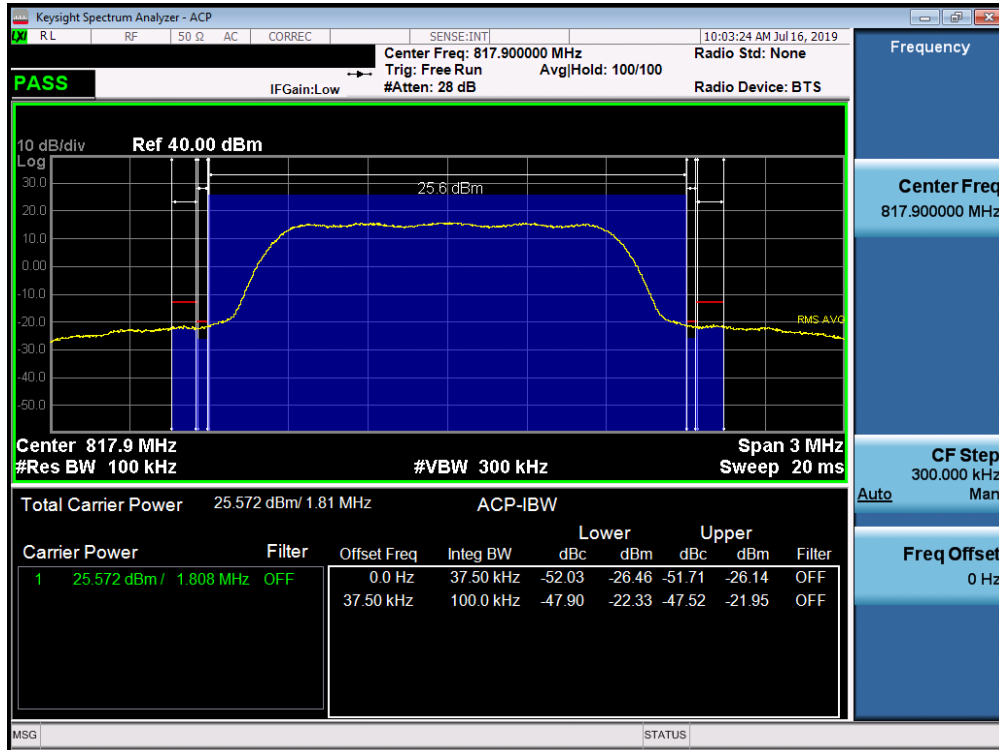 Keysight Spectrum Analyzer - ACP
LXI RL RF 50 Ω AC CORREC SENSE:INT 10:03:24 AM Jul 16, 2019
Center Freq: 817.900000 MHz Radio Std: None
Trig: Free Run Avg|Hold: 100/100
PASS IFGain:Low #Atten: 28 dB Radio Device: BTS
10 dB/div Ref 40.00 dBm
Log
30.0
25.6 dBm
20.0
10.0
0.00
-10.0
-20.0
RMS AVG
-30.0
-40.0
-50.0
Center 817.9 MHz Span 3 MHz
#Res BW 100 kHz #VBW 300 kHz Sweep 20 ms
Total Carrier Power 25.572 dBm/ 1.81 MHz ACP-IBW
Lower Upper
Carrier Power Filter Offset Freq Integ BW dBc dBm dBc dBm Filter
1 25.572 dBm / 1.808 MHz OFF 0.0 Hz 37.50 kHz -52.03 -26.46 -51.71 -26.14 OFF
37.50 kHz 100.0 kHz -47.90 -22.33 -47.52 -21.95 OFF
MSG STATUS
Frequency
Center Freq
817.900000 MHz
CF Step
300.000 kHz
Auto Man
Freq Offset
0 Hz